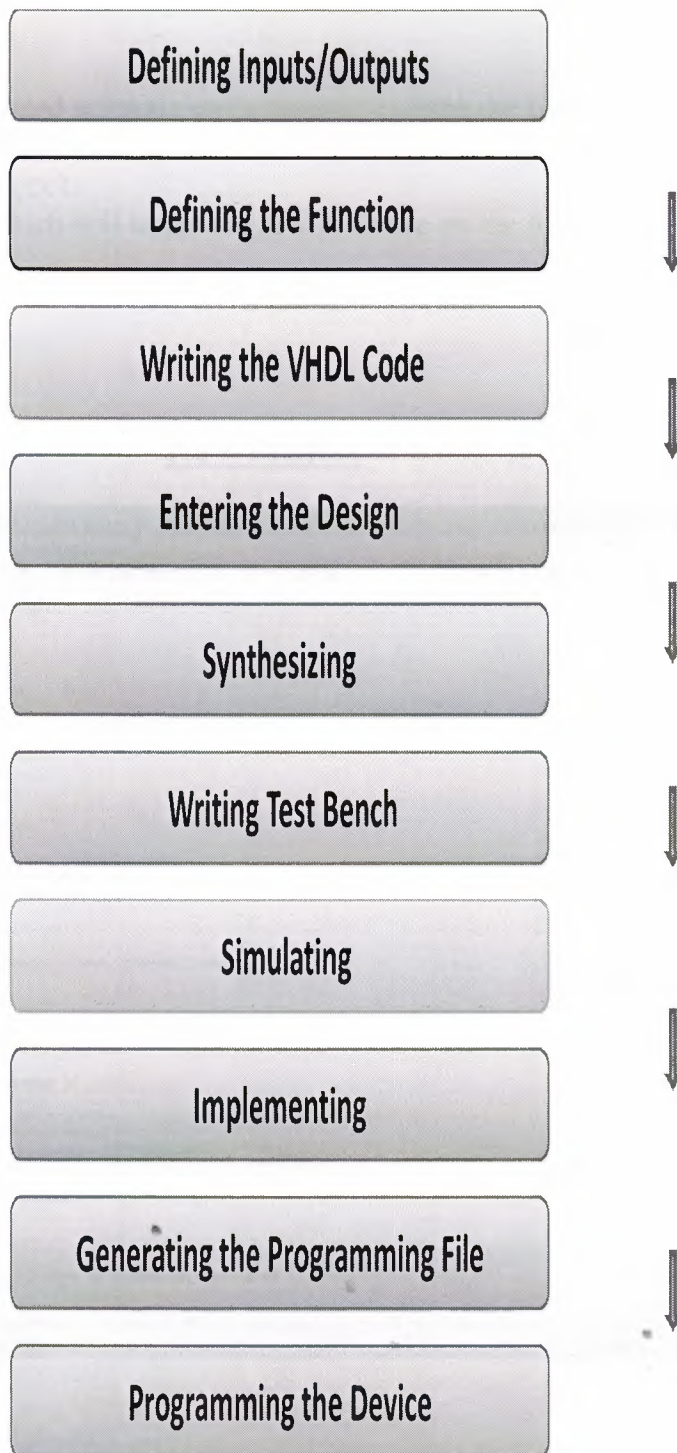 Defining Inputs/Outputs
Defining the Function
Writing the VHDL Code
Entering the Design
Synthesizing
Writing Test Bench
Simulating
Implementing
Generating the Programming File
Programming the Device